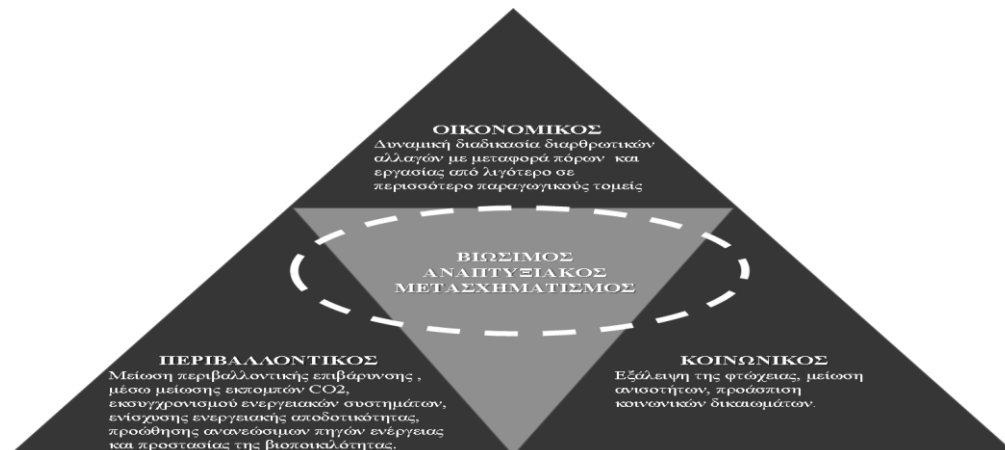 ΟΙΚΟΝΟΜΙΚΟΣ
Δυναμική διαδικασία διαρθρωτικών
αλλαγών με μεταφορά πόρων και
εργασίας από λιγότερο σε
περισσότερο παραγωγικούς τομείς
ΒΙΩΣΙΜΟΣ
ΑΝΑΠΤΥΞΙΑΚΟΣ
ΜΕΤΑΣΧΗΜΑΤΙΣΜΟΣ
ΠΕΡΙΒΑΛΛΟΝΤΙΚΟΣ
Μείωση περιβαλλοντικής επιβάρυνσης ,
μέσω μείωσης εκπομπών CO2,
εκσυγχρονισμού ενεργειακών συστημάτων,
ενίσχυσης ενεργειακής αποδοτικότητας,
προώθησης ανανεώσιμων πηγών ενέργειας
και προστασίας της βιοποικιλότητας.
ΚΟΙΝΩΝΙΚΟΣ
Εξάλειψη της φτώχειας, μείωση
ανισοτήτων, προάσπιση
κοινωνικών δικαιωμάτων.